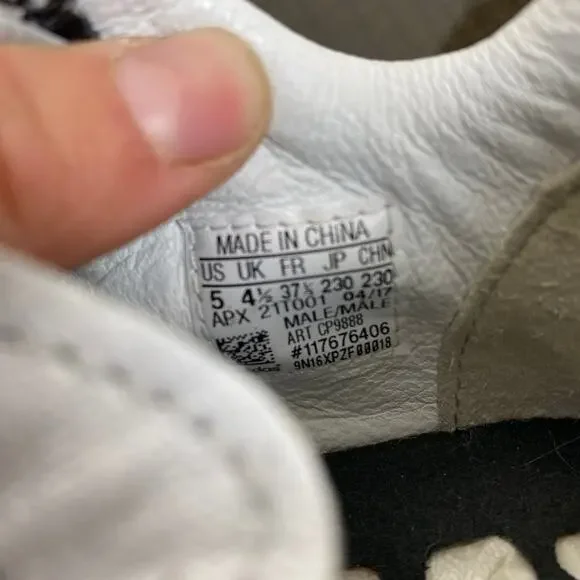 MADE IN CHINA
US UK FR JP CHN
5 4½ 37⅓ 230 230
APX 21T001 04/17
MALE/MALE
ART CP9888
#117676406
9N16XPZF00018